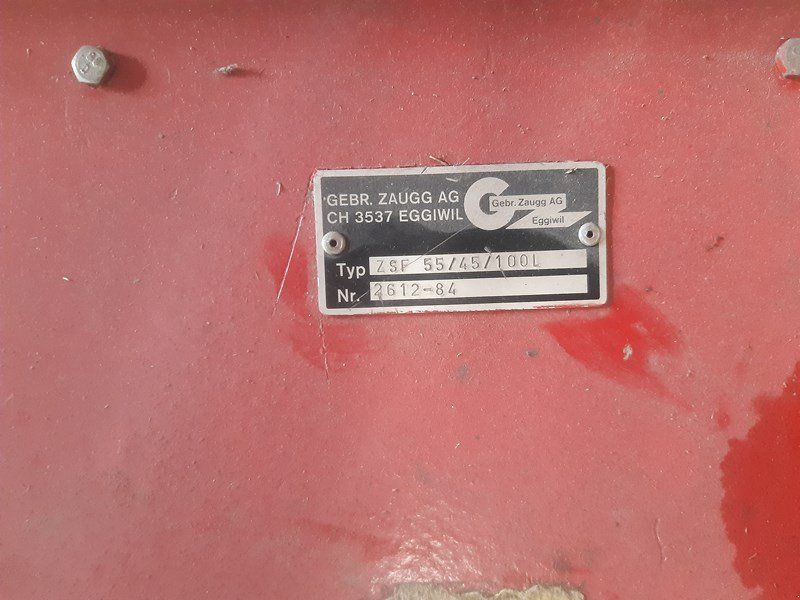 GEBR. ZAUGG AG
CH 3537 EGGIWIL
Gebr. Zaugg AG
Eggiwil
Typ ZSF 55/45/100L
Nr. 2612-84